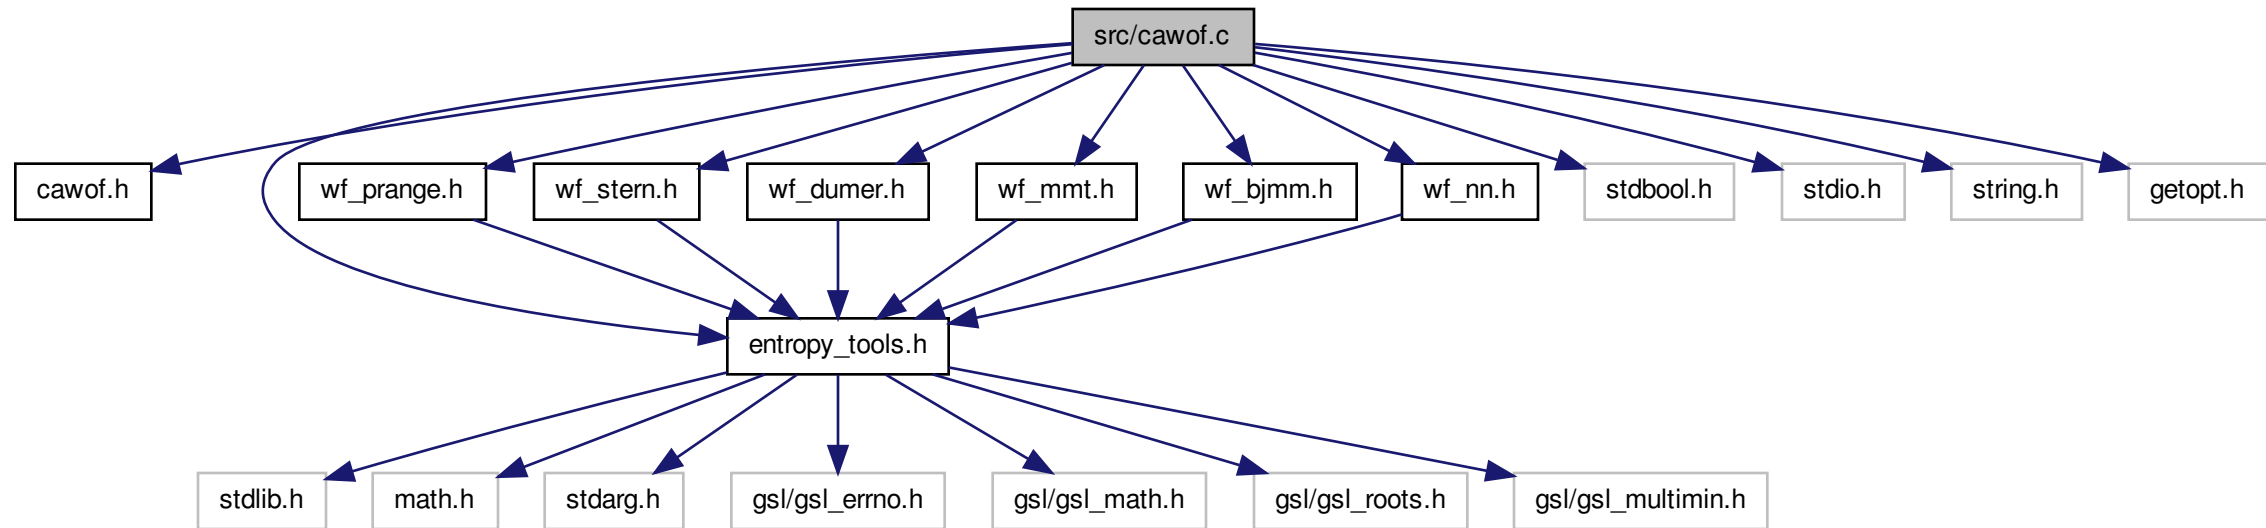 src/cawof.c
cawof.h
wf_prange.h
wf_stern.h
wf_dumer.h
wf_mmt.h
wf_bjmm.h
wf_nn.h
stdbool.h
stdio.h
string.h
getopt.h
entropy_tools.h
stdlib.h
math.h
stdarg.h
gsl/gsl_errno.h
gsl/gsl_math.h
gsl/gsl_roots.h
gsl/gsl_multimin.h